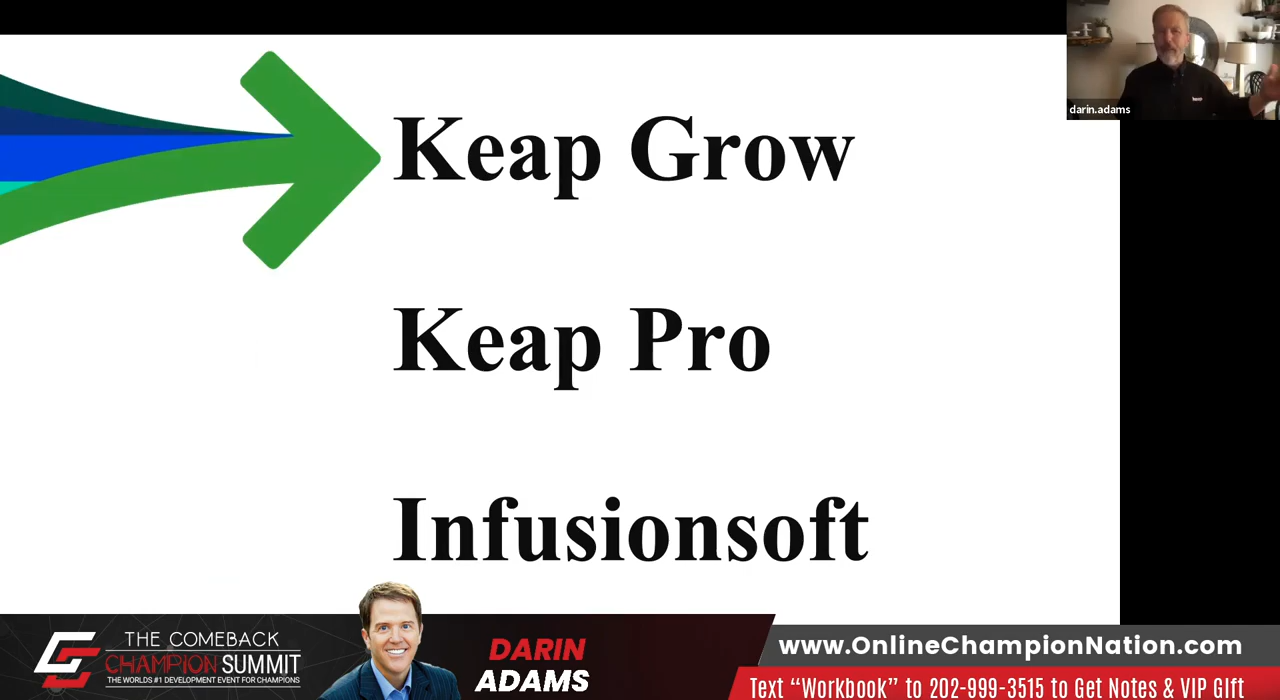 darin.adams
Keap Grow
Keap Pro
Infusionsoft
THE COMEBACK
CHAMPION SUMMIT
THE WORLDS #1 DEVELOPMENT EVENT FOR CHAMPIONS
DARIN
ADAMS
www.OnlineChampionNation.com
Text “Workbook” to 202-999-3515 to Get Notes & VIP GIft